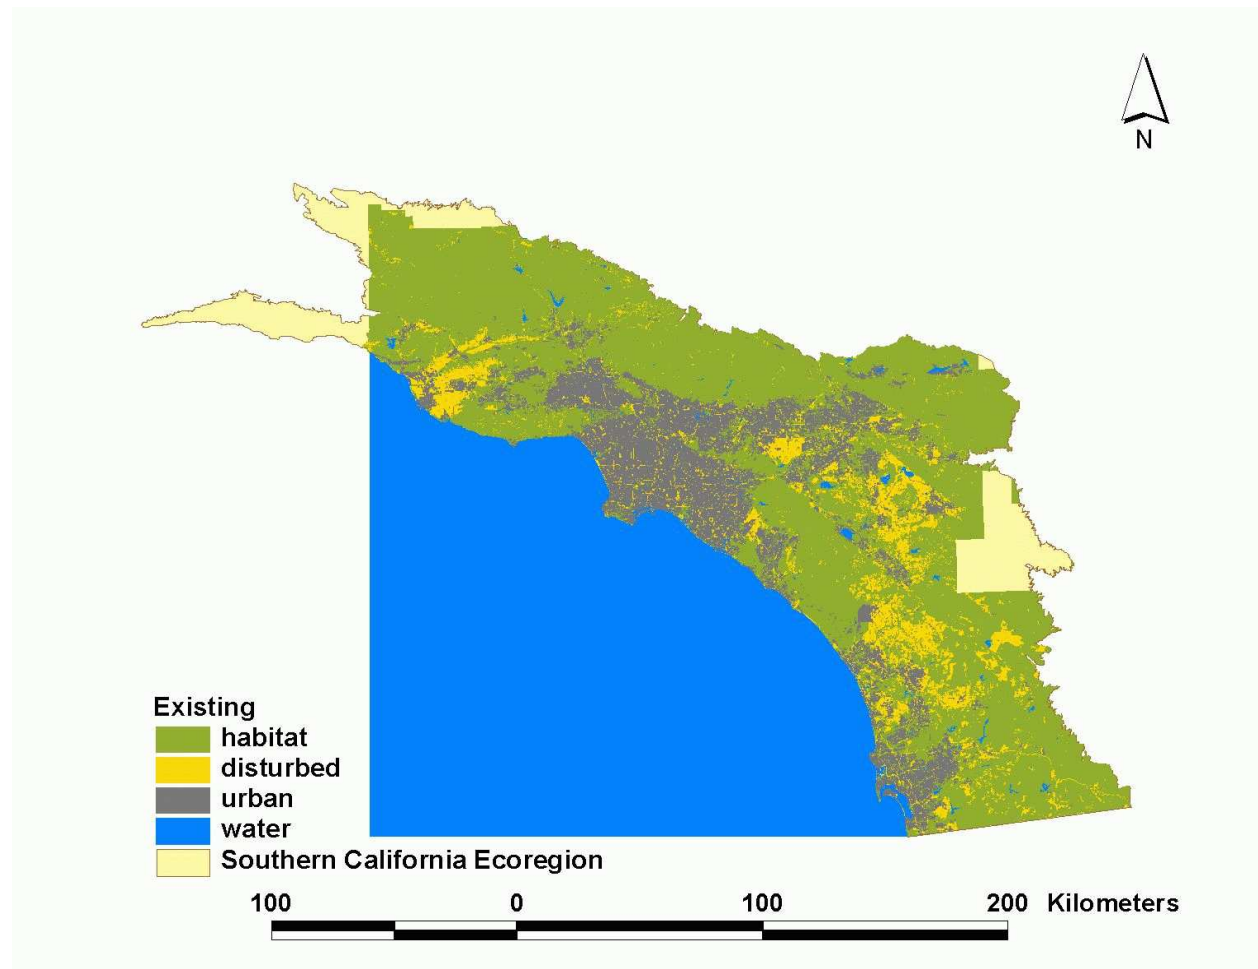 N
Existing
habitat
disturbed
urban
water
Southern California Ecoregion
100 0 100 200 Kilometers